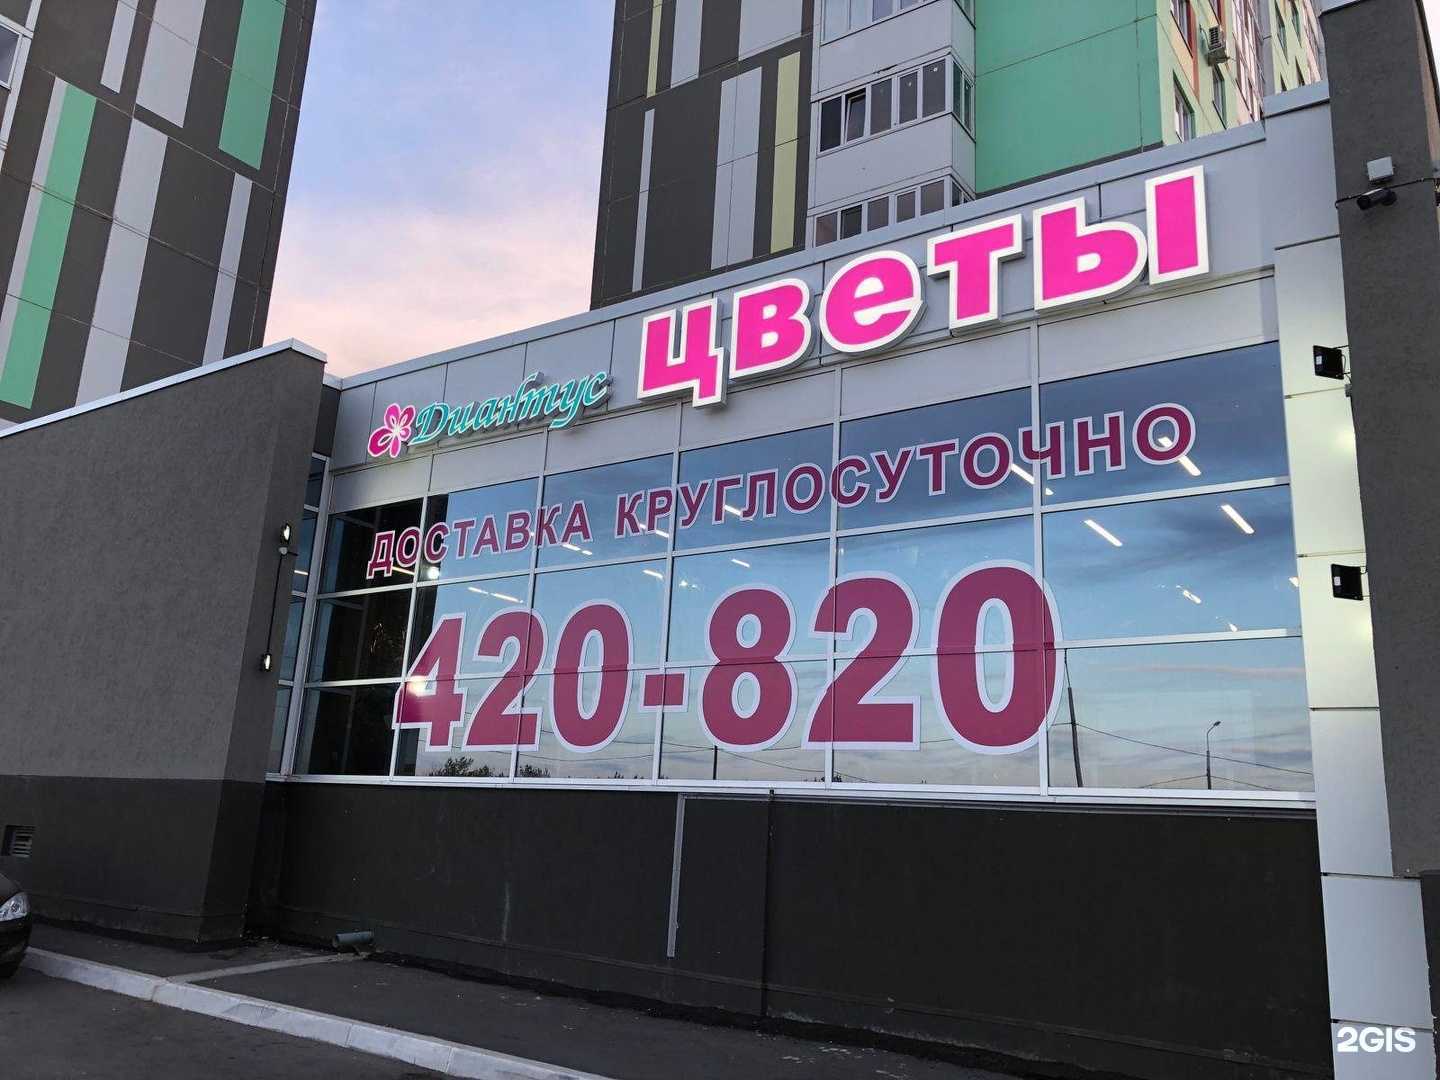 Диантус цветы
ДОСТАВКА КРУГЛОСУТОЧНО
420-820
2GIS